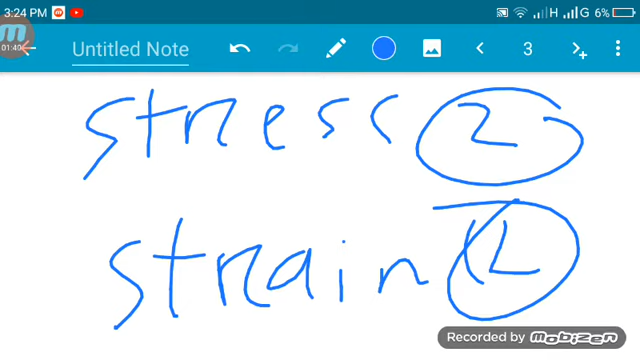 3:24 PM H G 6%
01:40 Untitled Note 3
stress 2
strain
Recorded by mobizen